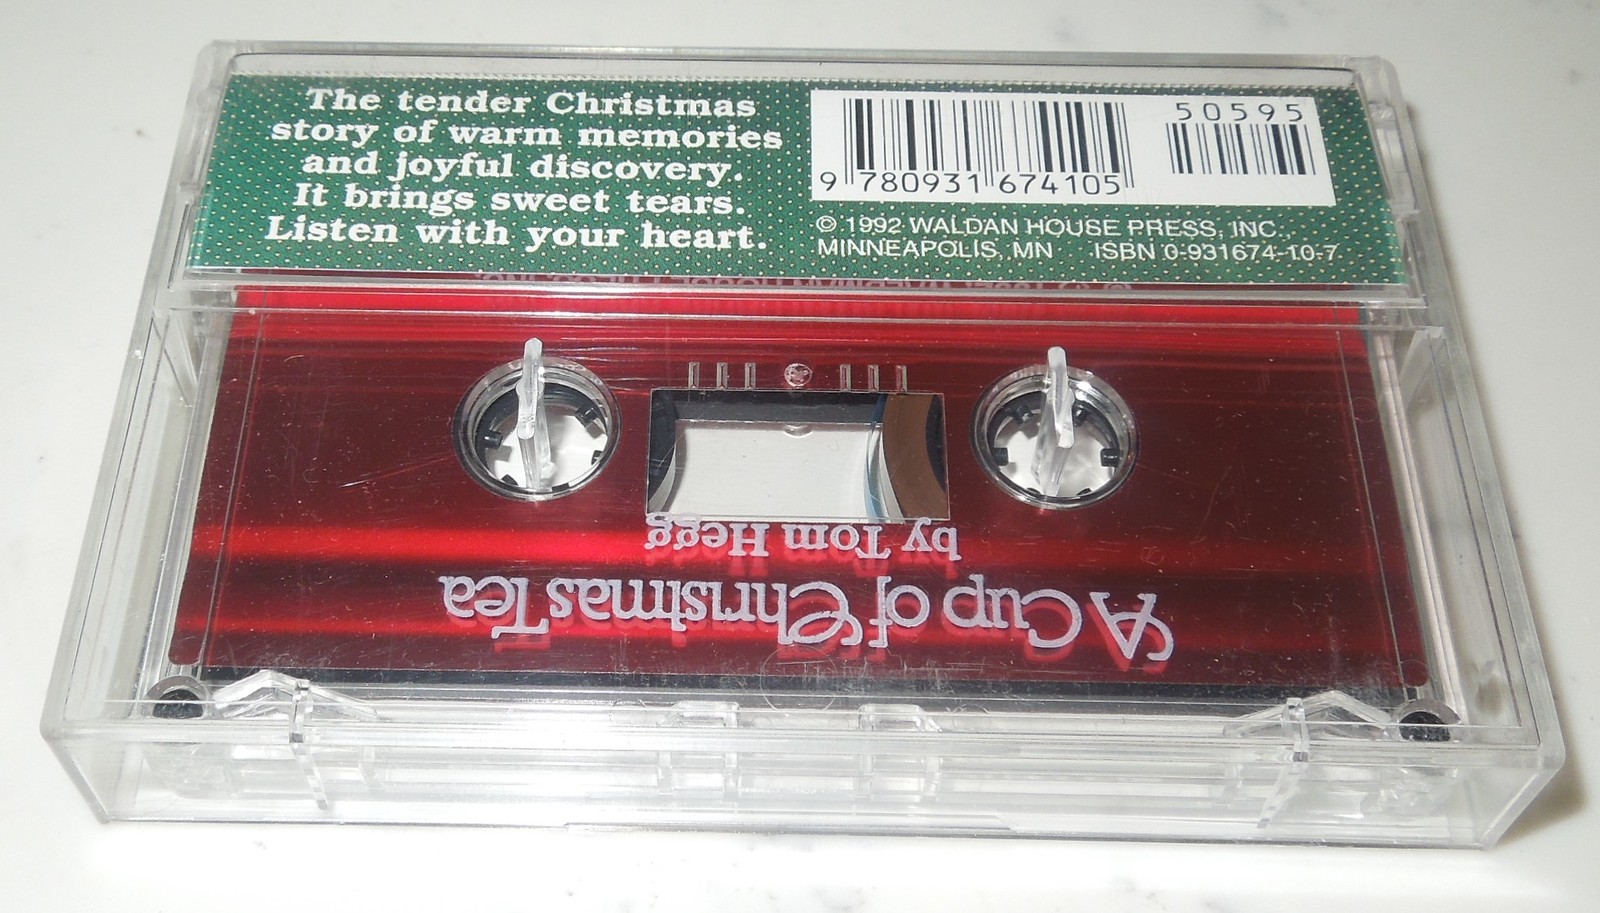 The tender Christmas
story of warm memories
and joyful discovery.
It brings sweet tears.
Listen with your heart.
50595
9 780931 674105
© 1992 WALDAN HOUSE PRESS, INC.,
MINNEAPOLIS, MN ISBN 0-931674-10-7
A Cup of Christmas Tea
by Tom Hegg